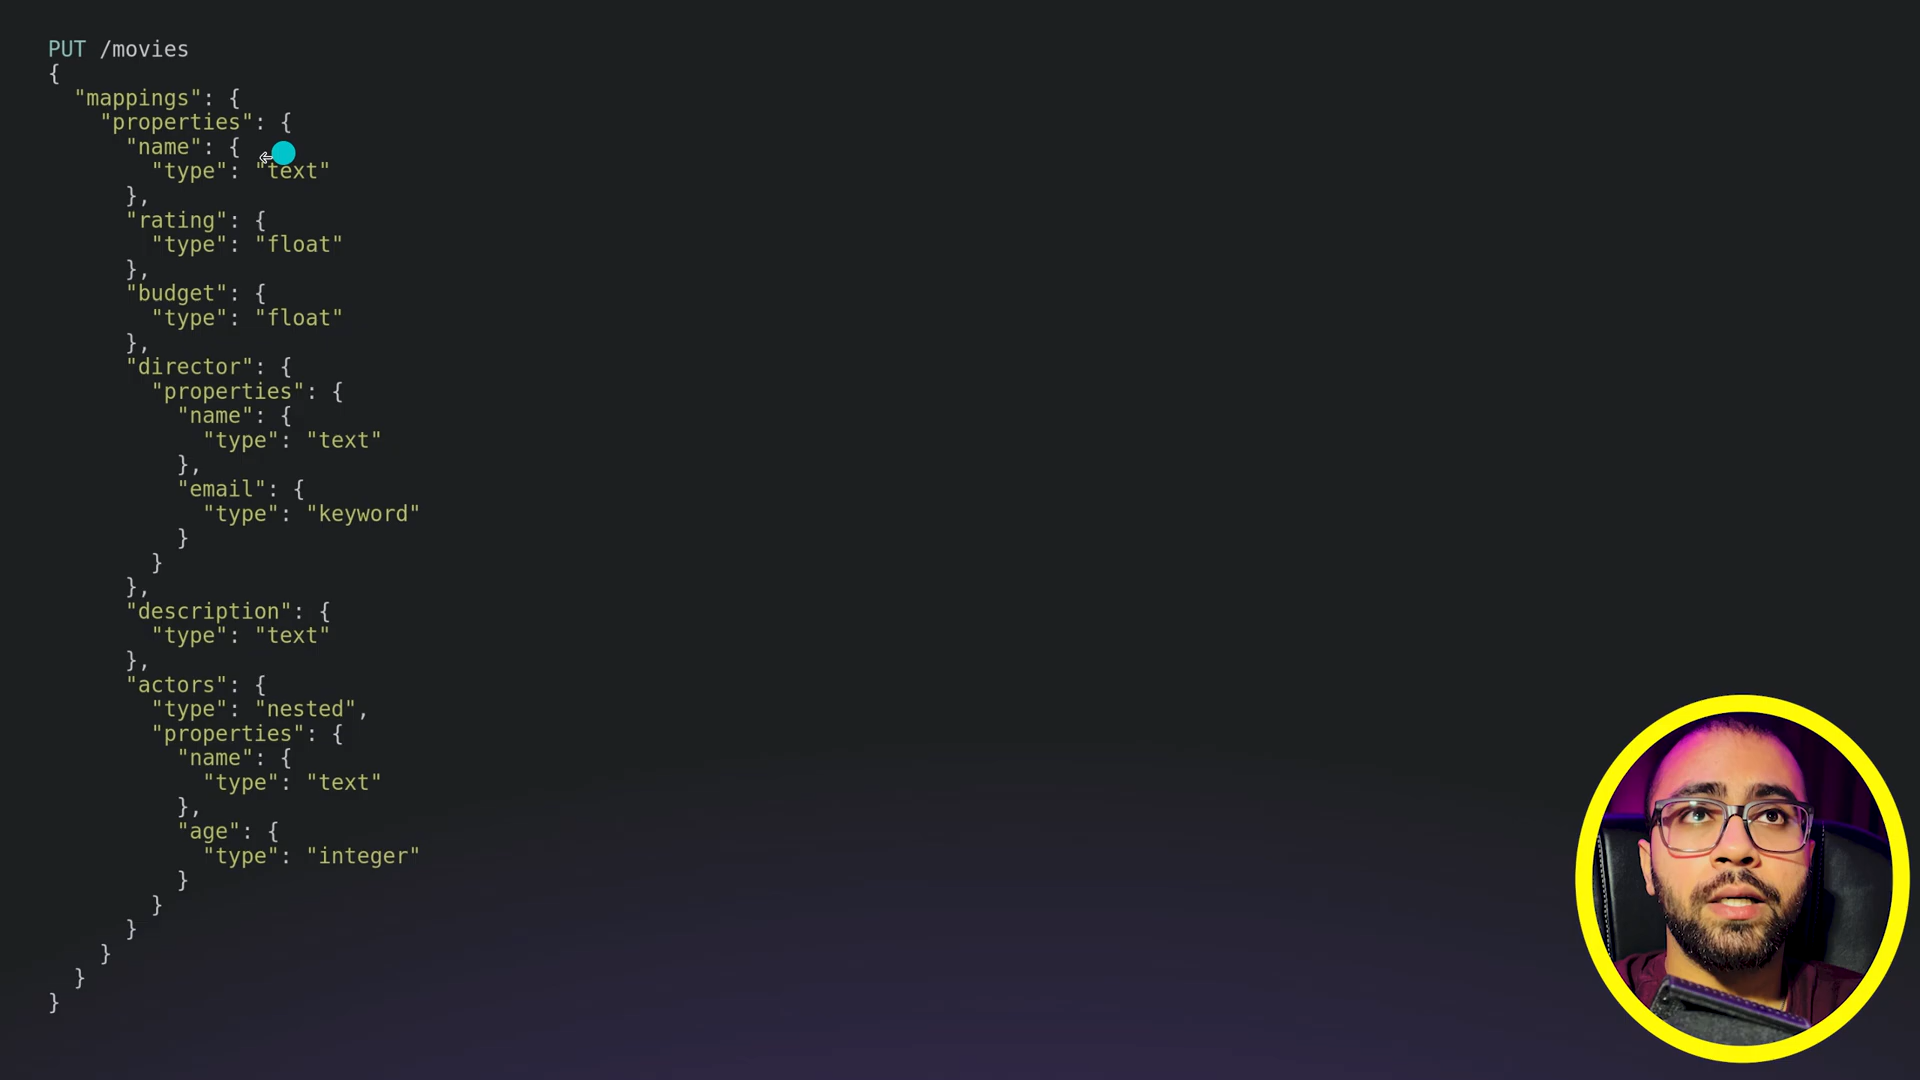 PUT /movies
{
  "mappings": {
    "properties": {
      "name": {
        "type": "text"
      },
      "rating": {
        "type": "float"
      },
      "budget": {
        "type": "float"
      },
      "director": {
        "properties": {
          "name": {
            "type": "text"
          },
          "email": {
            "type": "keyword"
          }
        }
      },
      "description": {
        "type": "text"
      },
      "actors": {
        "type": "nested",
        "properties": {
          "name": {
            "type": "text"
          },
          "age": {
            "type": "integer"
          }
        }
      }
    }
  }
}